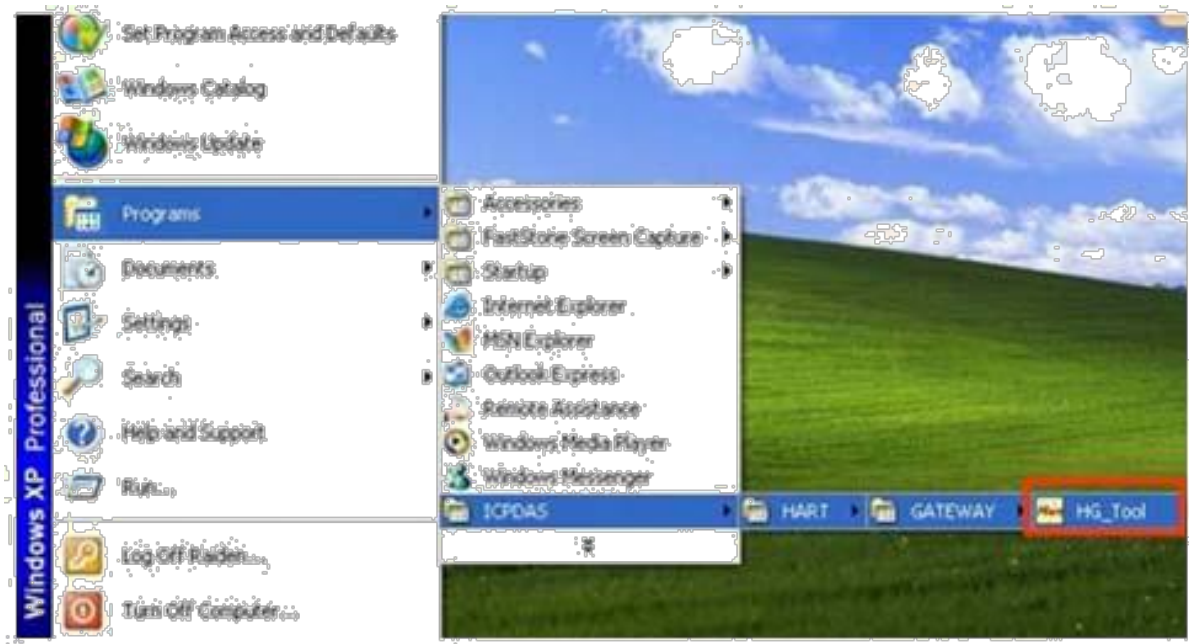 Set Program Access and Defaults
Windows Catalog
Windows Update
Programs
Documents
Settings
Search
Help and Support
Run...
Log Off Raiden...
Turn Off Computer...
Windows XP Professional
Accessories
FastStone Screen Capture
Startup
Internet Explorer
MSN Explorer
Outlook Express
Remote Assistance
Windows Media Player
Windows Messenger
ICPDAS
HART
GATEWAY
HG_Tool